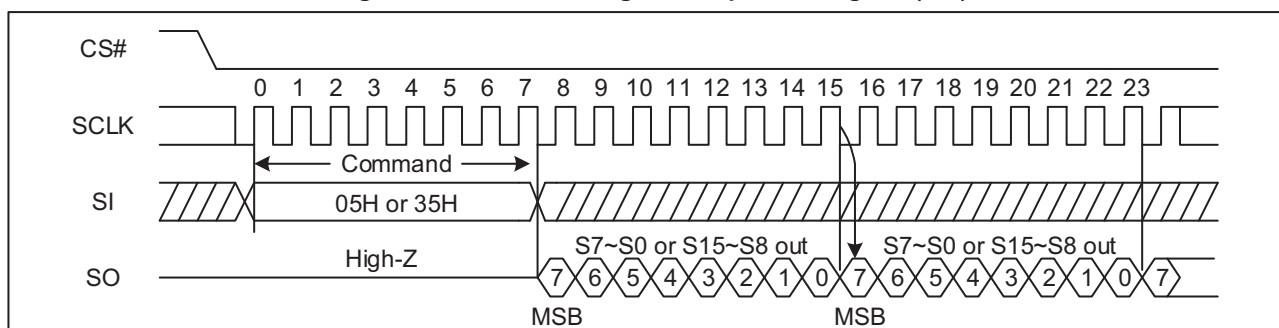 CS#
0 1 2 3 4 5 6 7 8 9 10 11 12 13 14 15 16 17 18 19 20 21 22 23
SCLK
Command
SI
05H or 35H
High-Z
S7~S0 or S15~S8 out S7~S0 or S15~S8 out
SO
7 6 5 4 3 2 1 0 7 6 5 4 3 2 1 0 7
MSB MSB